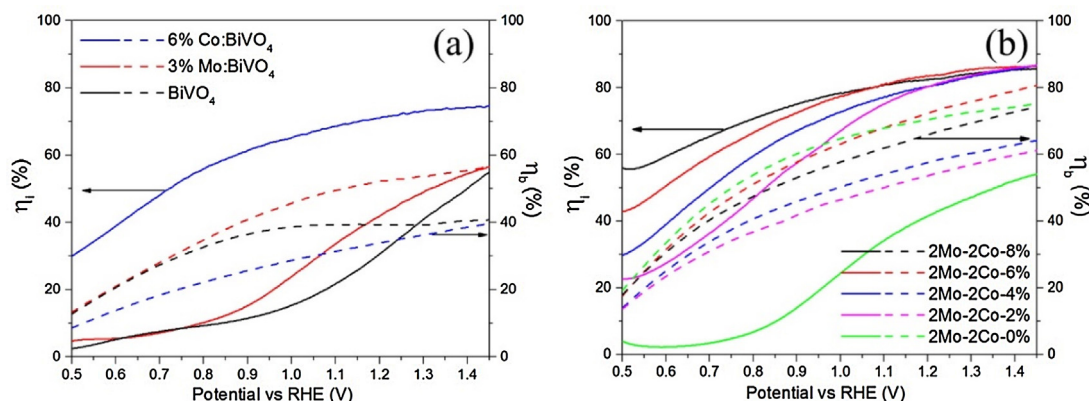 (a)
6% Co:BiVO4
3% Mo:BiVO4
BiVO4
ηi (%)
100
80
60
40
20
0
ηb (%)
100
80
60
40
20
0
0.5 0.6 0.7 0.8 0.9 1.0 1.1 1.2 1.3 1.4
Potential vs RHE (V)
(b)
ηi (%)
100
80
60
40
20
0
ηb (%)
100
80
60
40
20
0
2Mo-2Co-8%
2Mo-2Co-6%
2Mo-2Co-4%
2Mo-2Co-2%
2Mo-2Co-0%
0.5 0.6 0.7 0.8 0.9 1.0 1.1 1.2 1.3 1.4
Potential vs RHE (V)